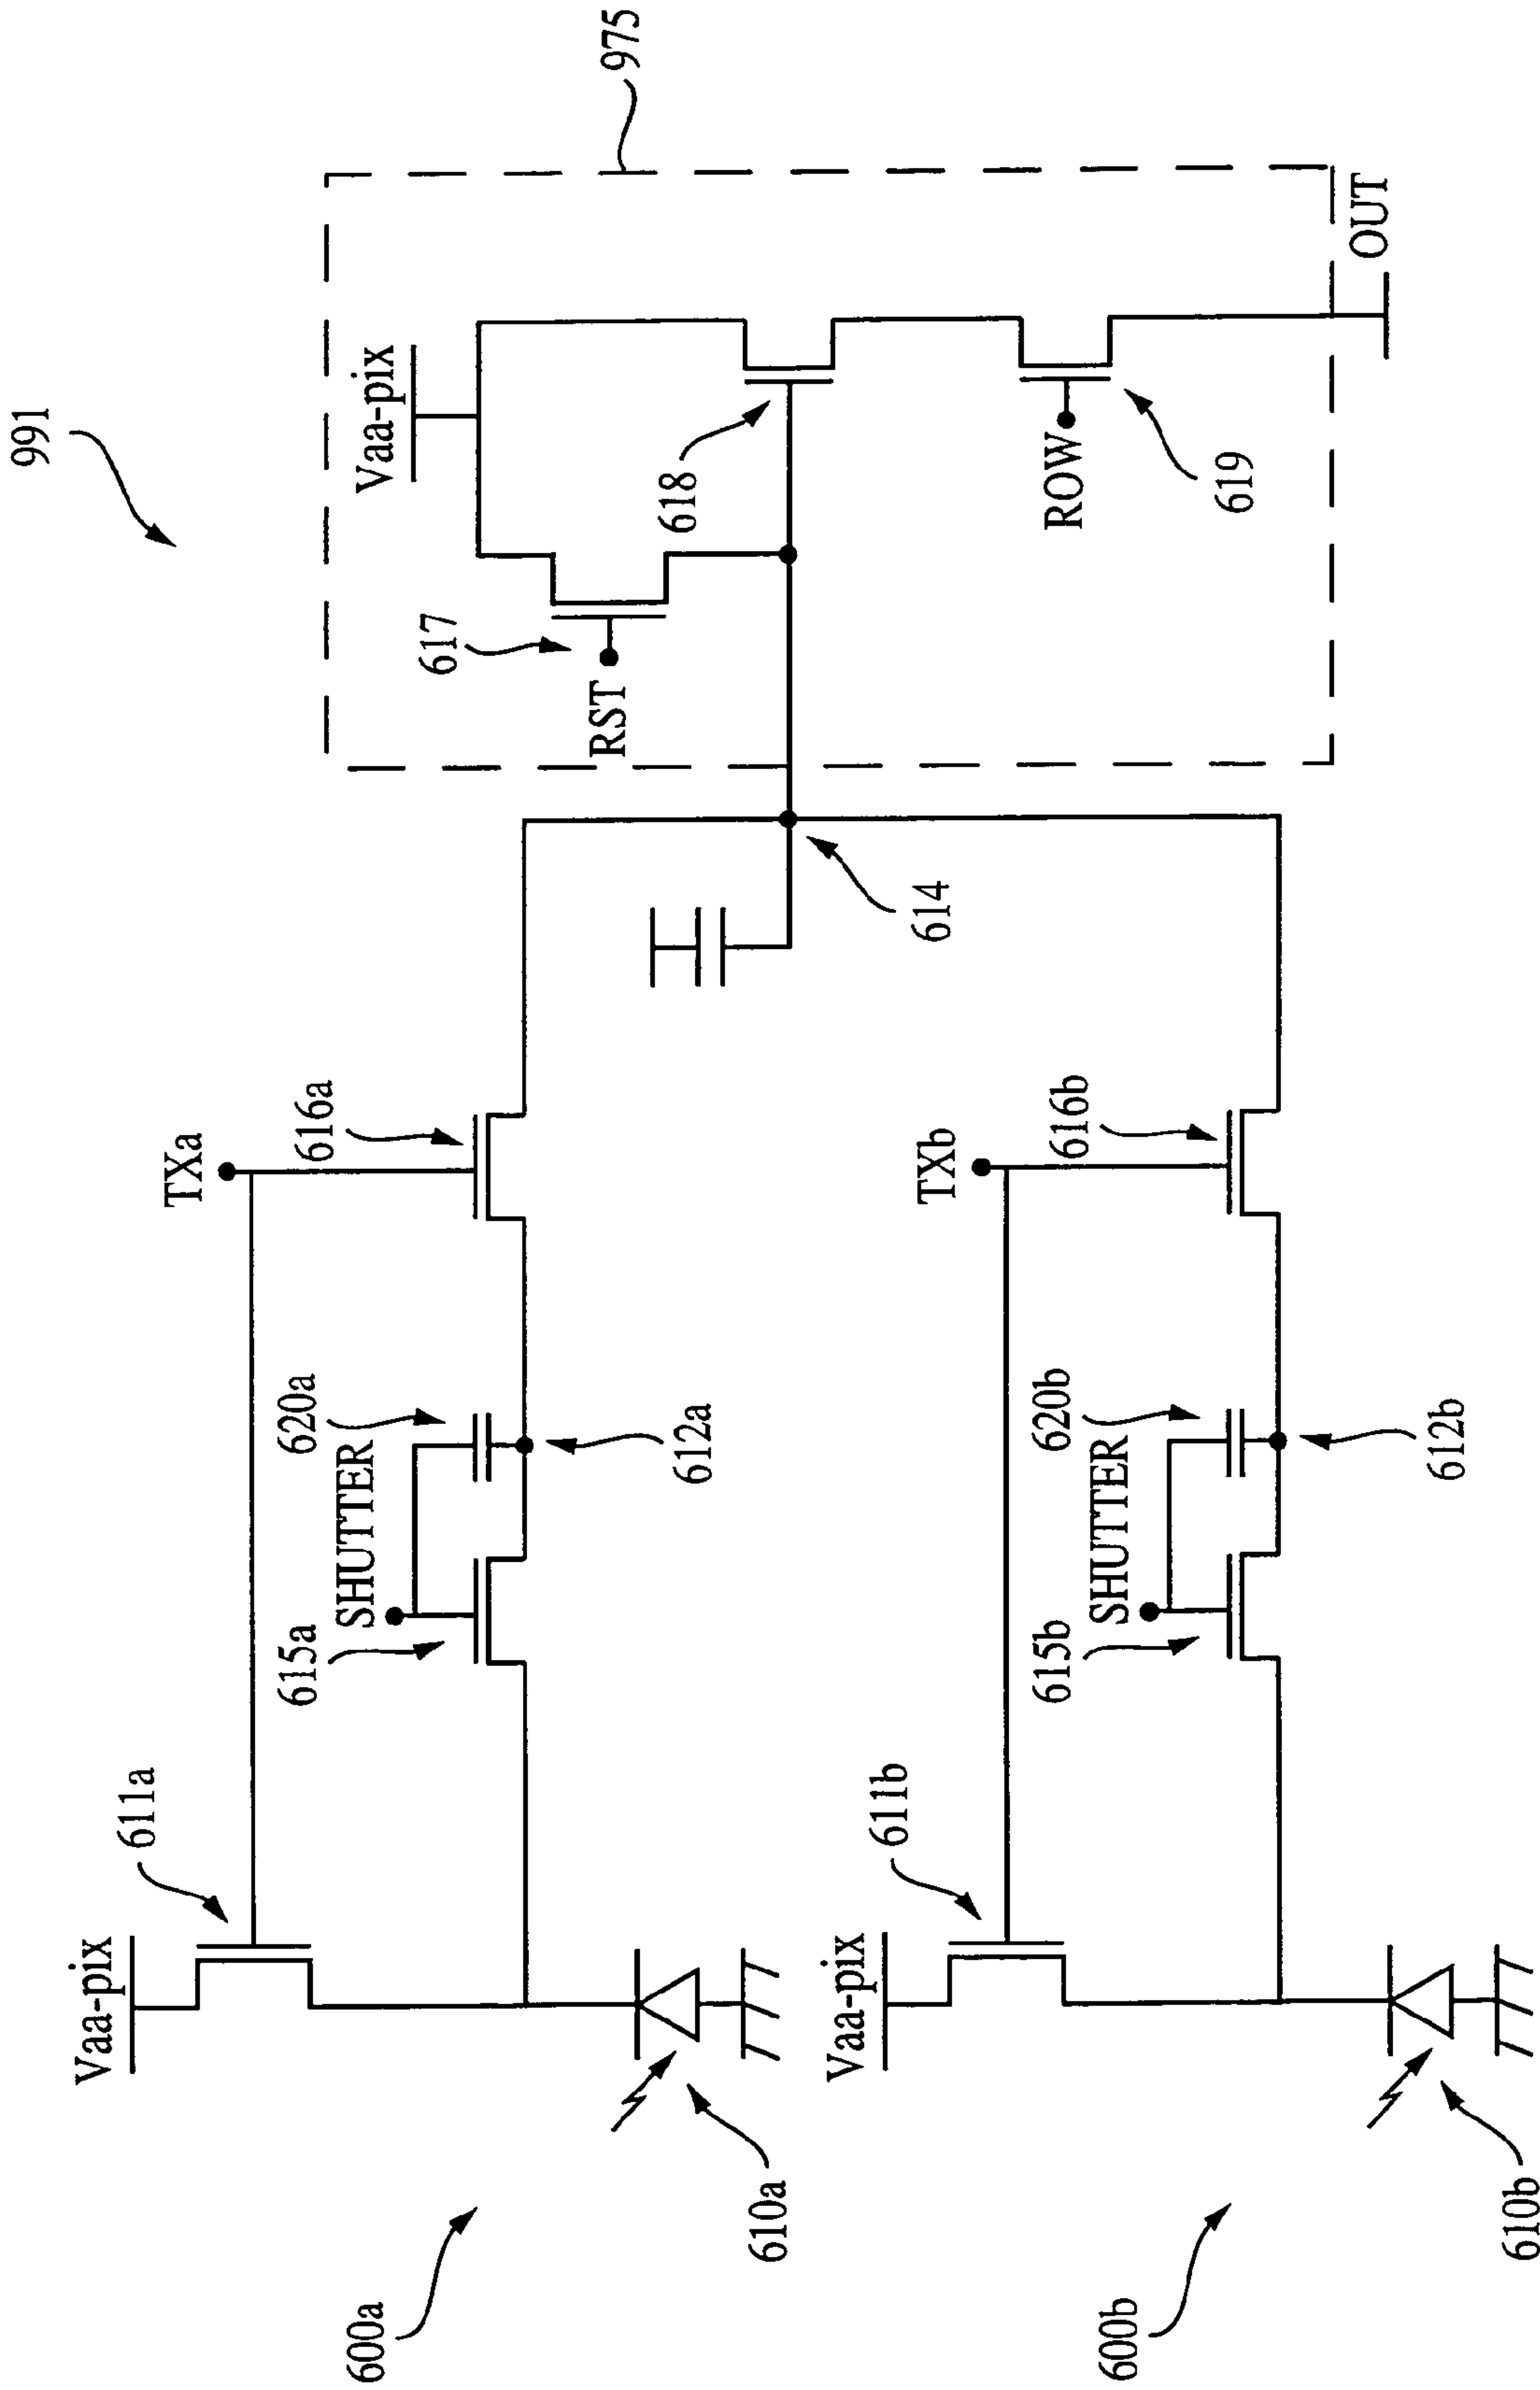 991
975
Vaa-pix
617
RST
618
ROW
619
OUT
614
TXa
616a
620a
SHUTTER
612a
615a
611a
Vaa-pix
610a
600a
TXb
616b
620b
SHUTTER
612b
615b
611b
Vaa-pix
610b
600b